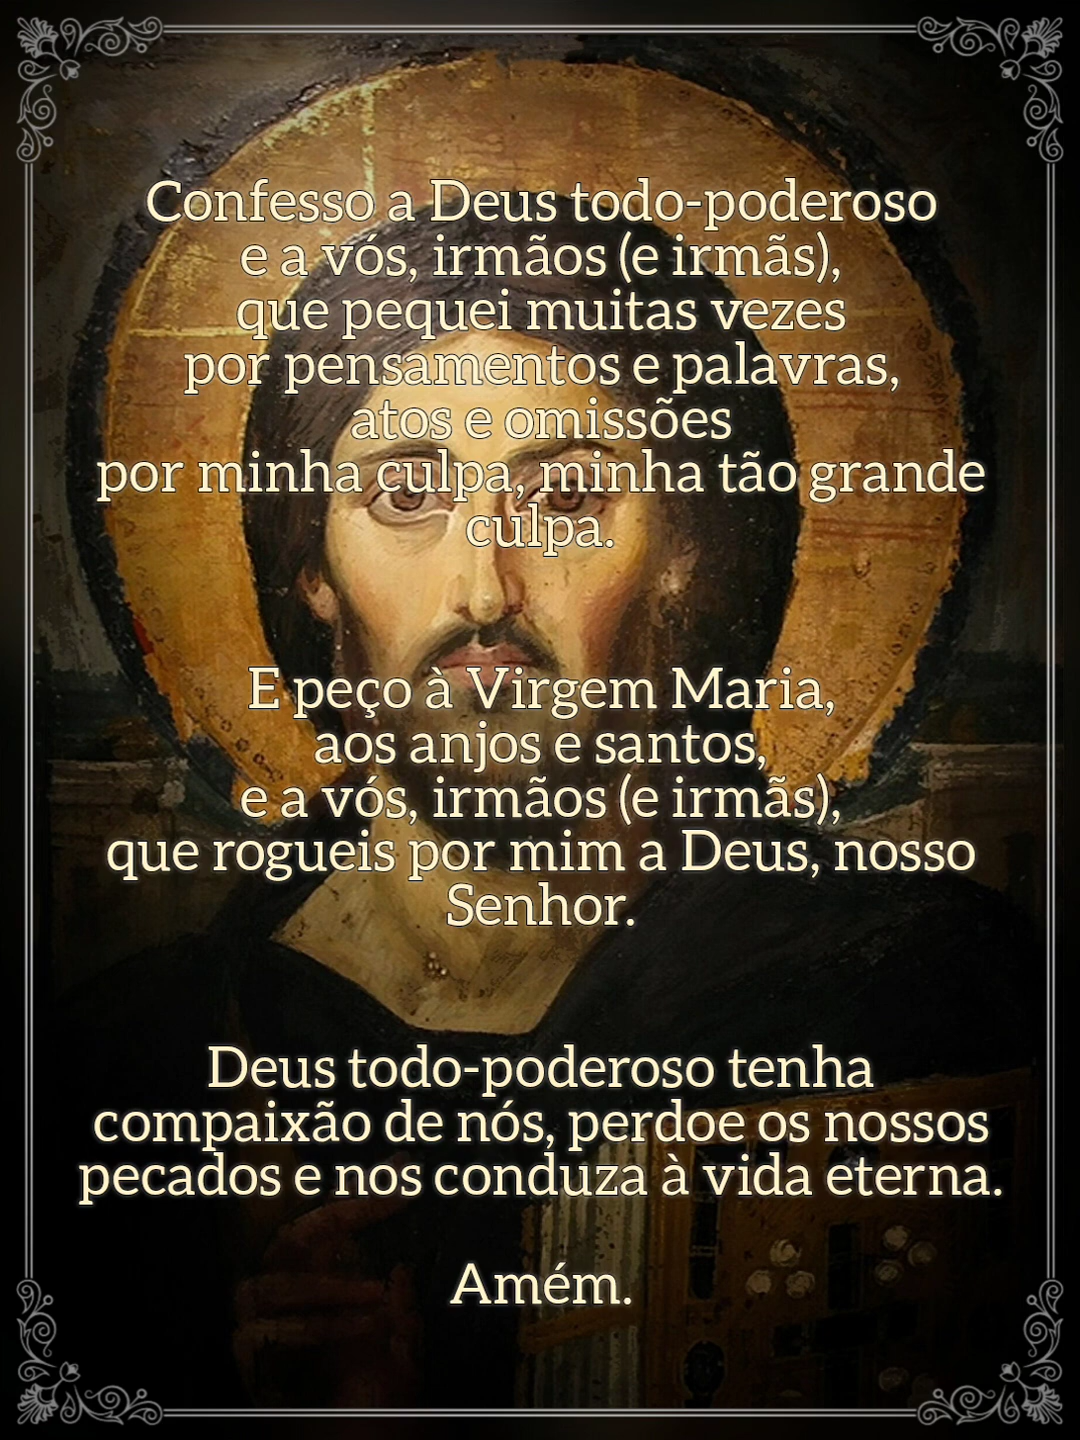 Confesso a Deus todo-poderoso
e a vós, irmãos (e irmãs),
que pequei muitas vezes
por pensamentos e palavras,
atos e omissões
por minha culpa, minha tão grande
culpa.
E peço à Virgem Maria,
aos anjos e santos,
e a vós, irmãos (e irmãs),
que rogueis por mim a Deus, nosso
Senhor.
Deus todo-poderoso tenha
compaixão de nós, perdoe os nossos
pecados e nos conduza à vida eterna.
Amém.